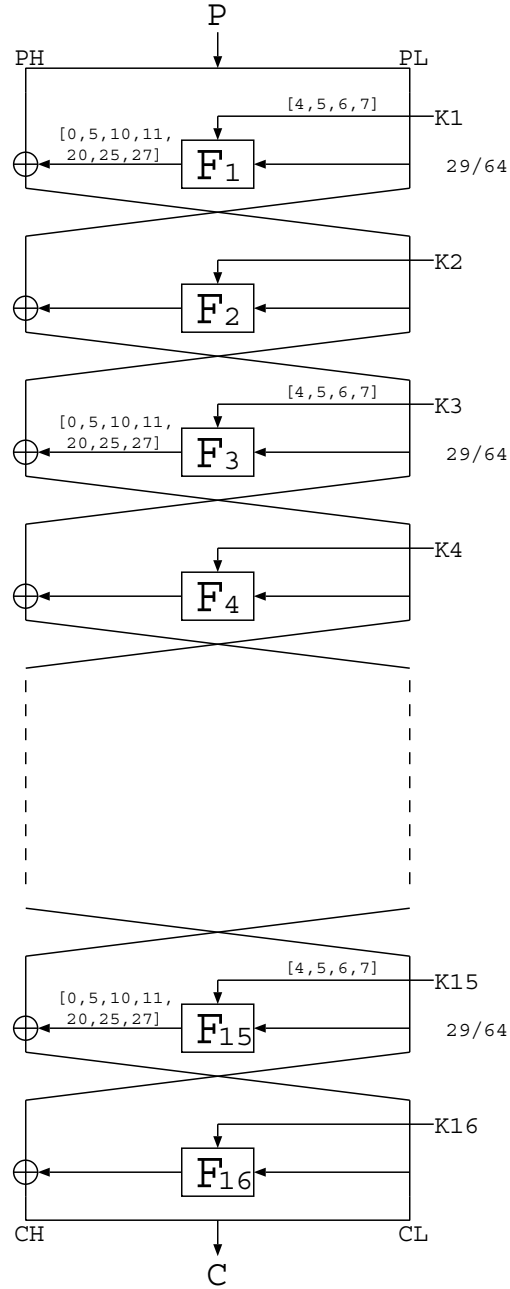 P
PH
PL
[4,5,6,7]
K1
[0,5,10,11,
20,25,27]
F1
29/64
K2
F2
[4,5,6,7]
K3
[0,5,10,11,
20,25,27]
F3
29/64
K4
F4
[4,5,6,7]
K15
[0,5,10,11,
20,25,27]
F15
29/64
K16
F16
CH
CL
C